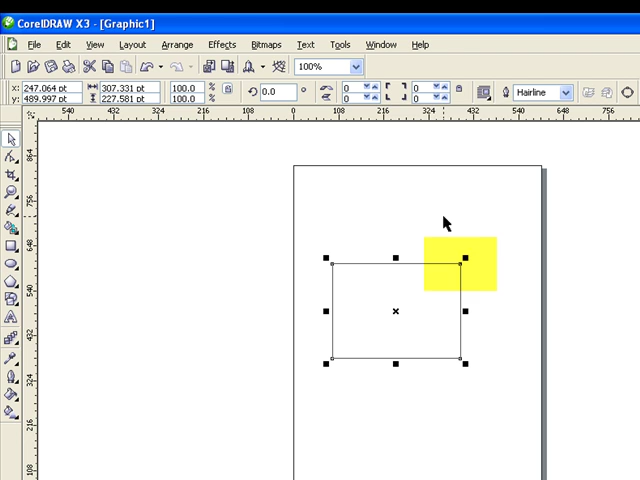 CorelDRAW X3 - [Graphic1]
File Edit View Layout Arrange Effects Bitmaps Text Tools Window Help
100%
x: 247.064 pt 307.331 pt 100.0 % 0.0 ° 0 0 Hairline
y: 489.997 pt 227.581 pt 100.0 % 0 0
540 432 324 216 108 0 108 216 324 432 540 648 756
864
756
648
540
432
324
216
108